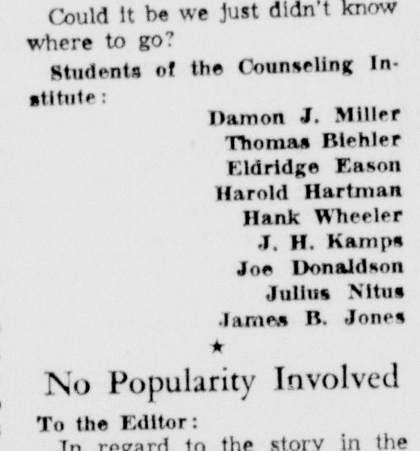 Could it be we just didn't know
where to go?
Students of the Counseling In-
stitute:
Damon J. Miller
Thomas Biehler
Eldridge Eason
Harold Hartman
Hank Wheeler
J. H. Kamps
Joe Donaldson
Julius Nitus
James B. Jones
★
No Popularity Involved
To the Editor:
In regard to the story in the